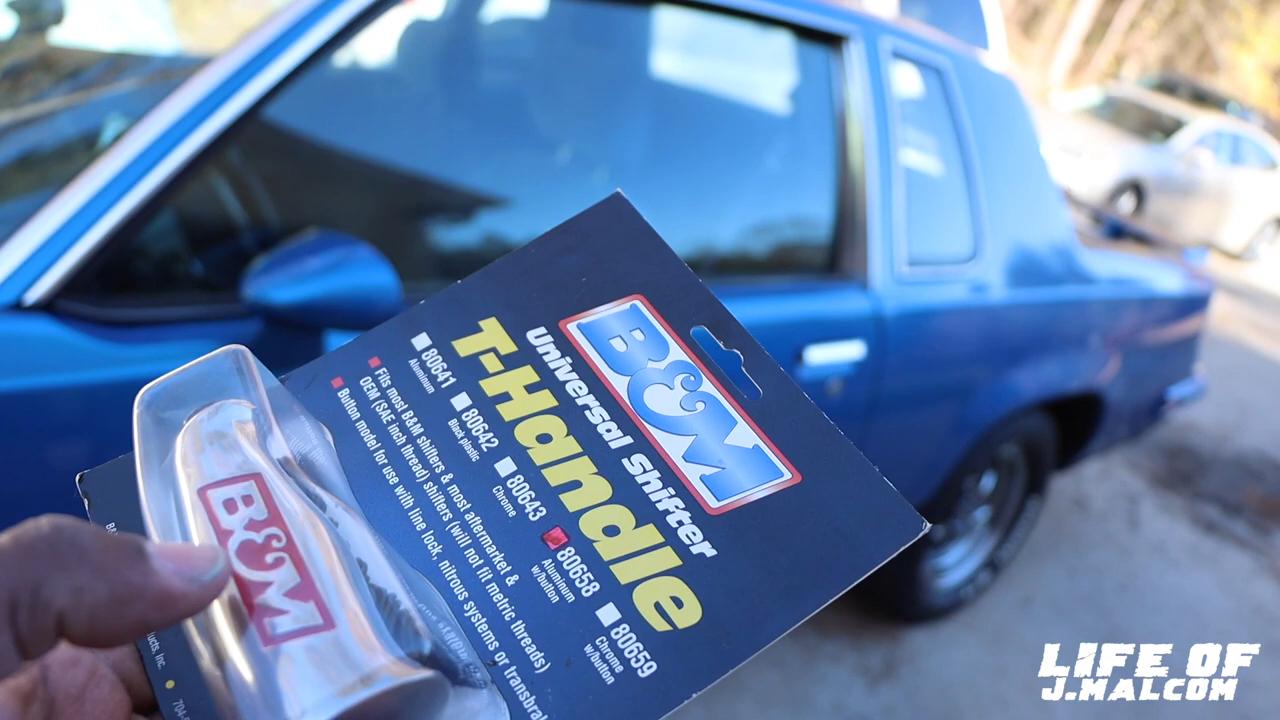 B&M
Universal Shifter
T-Handle
80641
Aluminum
80642
Black plastic
80643
Chrome
80658
Aluminum
w/button
80659
Chrome
w/button
Fits most B&M shifters & most aftermarket &
OEM (SAE inch thread) shifters (will not fit metric threads)
Button model for use with line lock, nitrous systems or
B&M
LIFE OF
J.MALCOM